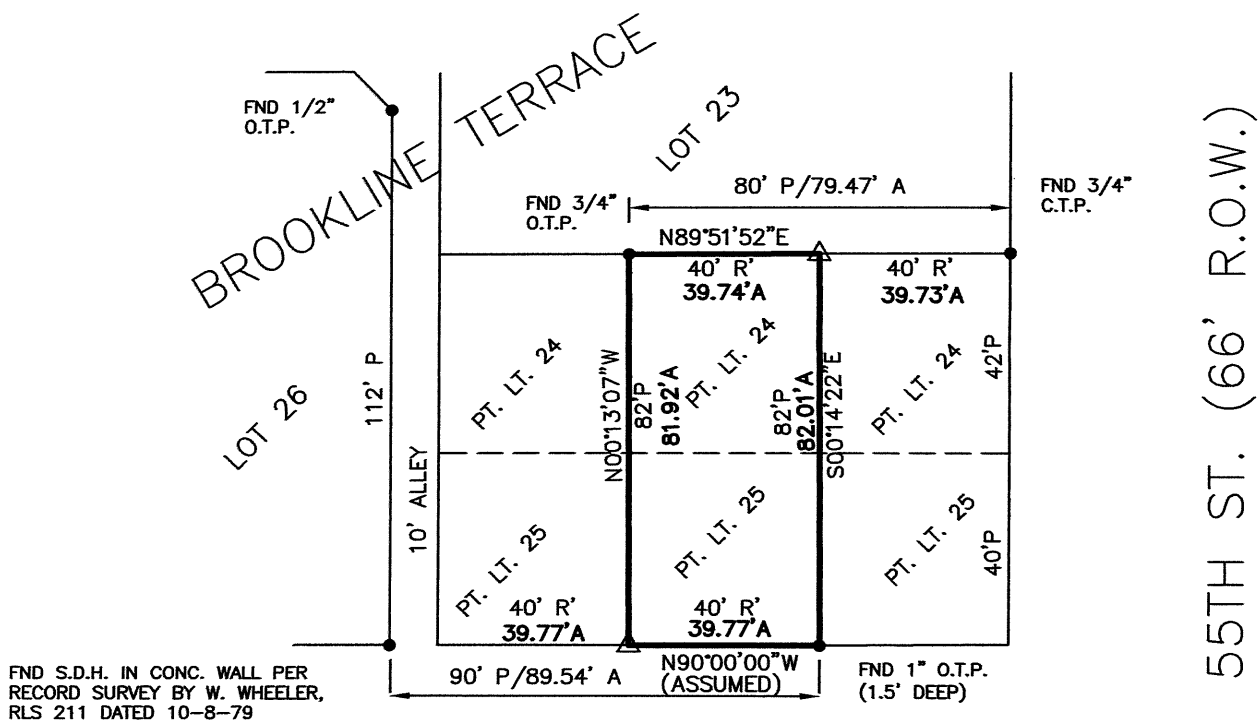 BROOKLINE TERRACE
FND 1/2"
O.T.P.
LOT 23
55TH ST. (66' R.O.W.)
80' P/79.47' A
FND 3/4"
O.T.P.
FND 3/4"
C.T.P.
N89°51'52"E
40' R'
39.74'A
40' R'
39.73'A
LOT 26
112' P
10' ALLEY
PT. LT. 24
N00°13'07"W
82'P
81.92'A
PT. LT. 24
82'P
82.01'A
S00°14'22"E
PT. LT. 24
42'P
PT. LT. 25
PT. LT. 25
PT. LT. 25
40'P
40' R'
39.77'A
40' R'
39.77'A
N90°00'00"W
(ASSUMED)
90' P/89.54' A
FND 1" O.T.P.
(1.5' DEEP)
FND S.D.H. IN CONC. WALL PER
RECORD SURVEY BY W. WHEELER,
RLS 211 DATED 10-8-79